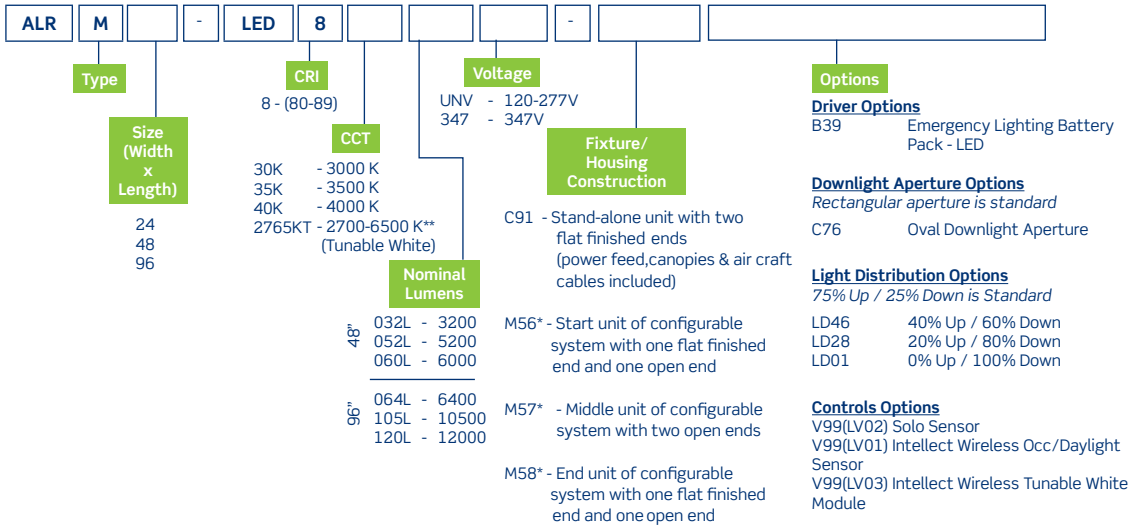 ALR M - LED 8 -
Type
Size
(Width
x
Length)
24
48
96
CRI
8 - (80-89)
CCT
30K - 3000 K
35K - 3500 K
40K - 4000 K
2765KT - 2700-6500 K**
(Tunable White)
Nominal
Lumens
48"
032L - 3200
052L - 5200
060L - 6000
96"
064L - 6400
105L - 10500
120L - 12000
Voltage
UNV - 120-277V
347 - 347V
Fixture/
Housing
Construction
C91 - Stand-alone unit with two
flat finished ends
(power feed,canopies & air craft
cables included)
M56* - Start unit of configurable
system with one flat finished
end and one open end
M57* - Middle unit of configurable
system with two open ends
M58* - End unit of configurable
system with one flat finished
end and one open end
Options
Driver Options
B39 Emergency Lighting Battery
Pack - LED
Downlight Aperture Options
Rectangular aperture is standard
C76 Oval Downlight Aperture
Light Distribution Options
75% Up / 25% Down is Standard
LD46 40% Up / 60% Down
LD28 20% Up / 80% Down
LD01 0% Up / 100% Down
Controls Options
V99(LV02) Solo Sensor
V99(LV01) Intellect Wireless Occ/Daylight
Sensor
V99(LV03) Intellect Wireless Tunable White
Module